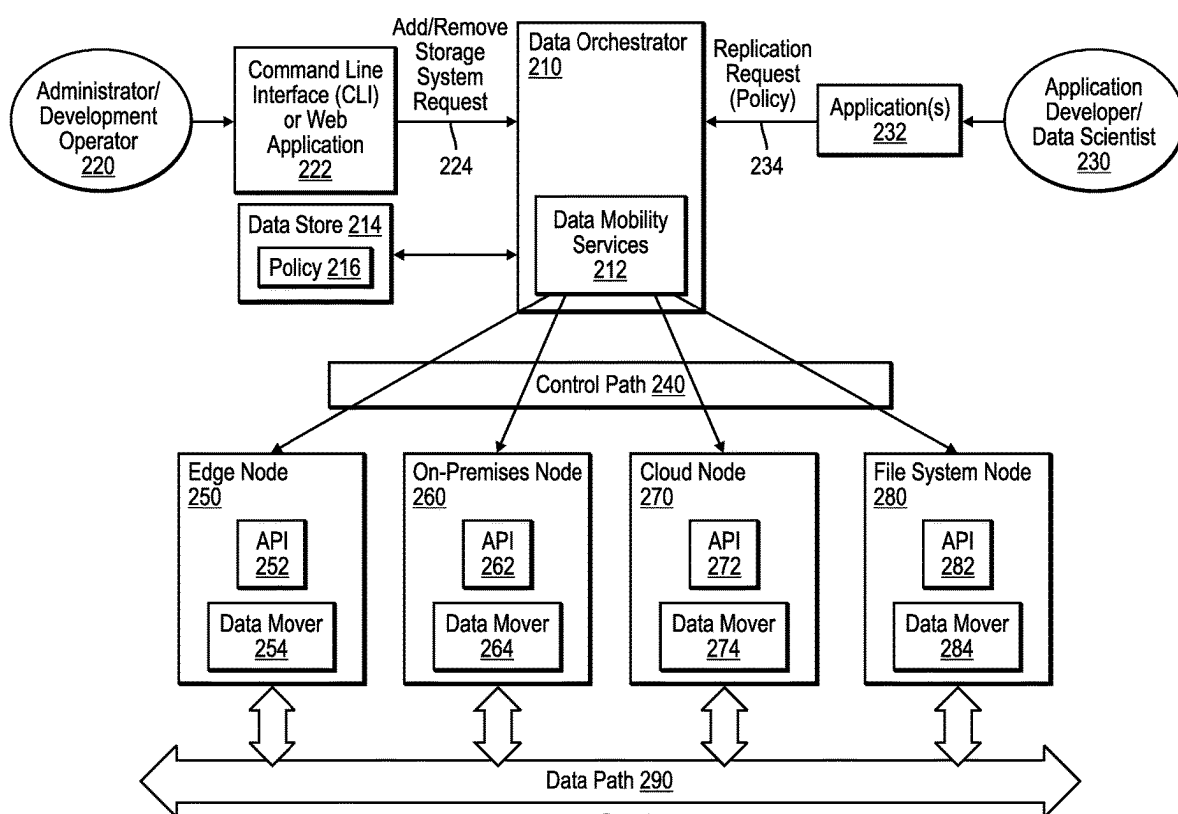 Administrator/
Development
Operator
220
Command Line
Interface (CLI)
or Web
Application
222
Add/Remove
Storage
System
Request
224
Data Orchestrator
210
Data Mobility
Services
212
Replication
Request
(Policy)
234
Application(s)
232
Application
Developer/
Data Scientist
230
Data Store 214
Policy 216
Control Path 240
Edge Node
250
API
252
Data Mover
254
On-Premises Node
260
API
262
Data Mover
264
Cloud Node
270
API
272
Data Mover
274
File System Node
280
API
282
Data Mover
284
Data Path 290